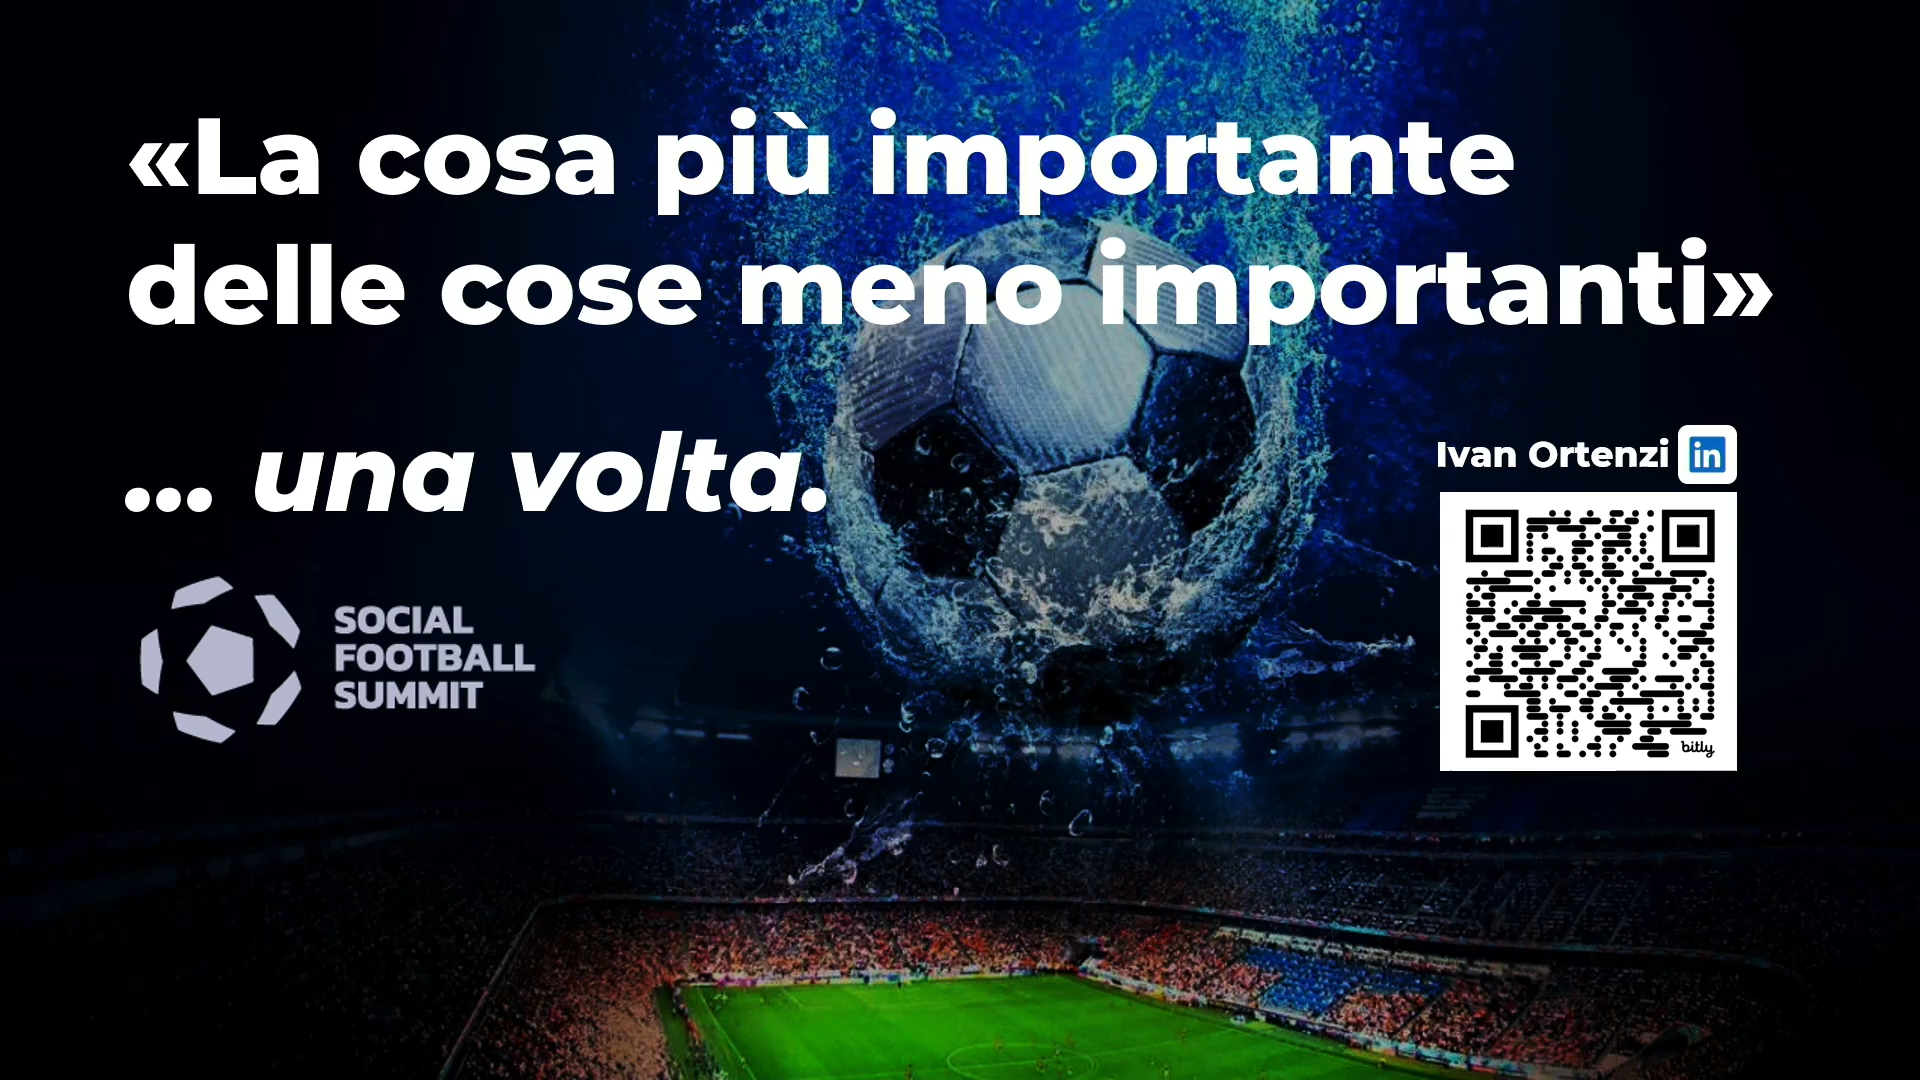 «La cosa più importante
delle cose meno importanti»
... una volta.
Ivan Ortenzi in
SOCIAL
FOOTBALL
SUMMIT
bitly